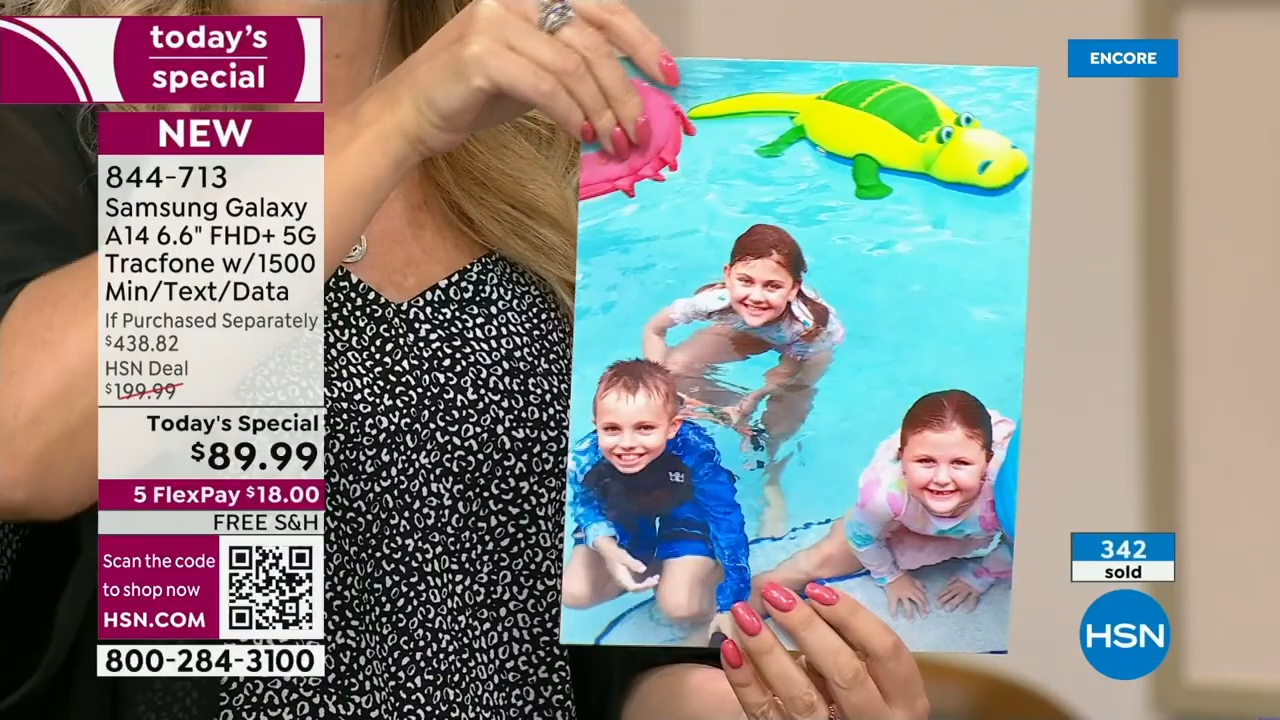 today's
special
NEW
844-713
Samsung Galaxy
A14 6.6" FHD+ 5G
Tracfone w/1500
Min/Text/Data
If Purchased Separately
$438.82
HSN Deal
$199.99
Today's Special
$89.99
5 FlexPay $18.00
FREE S&H
Scan the code
to shop now
HSN.COM
800-284-3100
ENCORE
342
sold
HSN